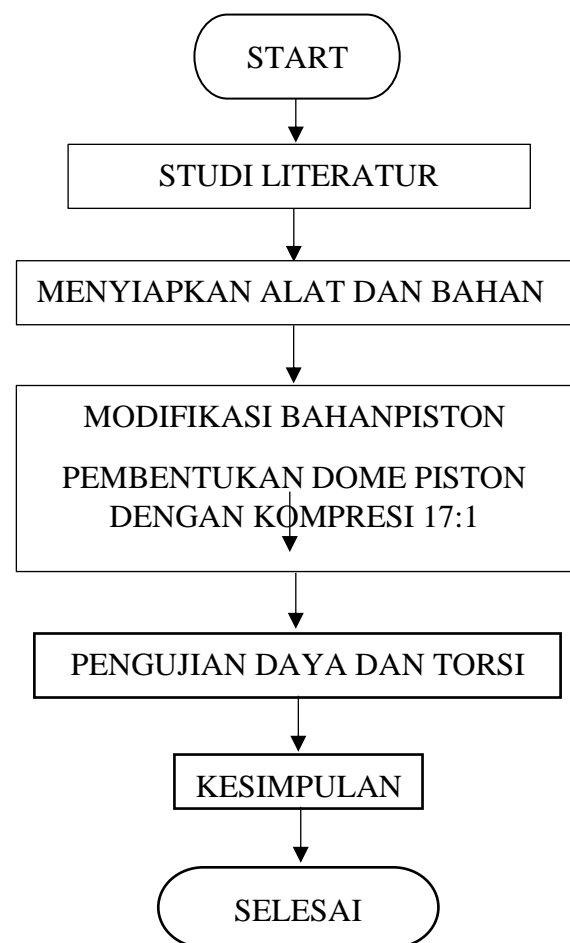 START
STUDI LITERATUR
MENYIAPKAN ALAT DAN BAHAN
MODIFIKASI BAHANPISTON
PEMBENTUKAN DOME PISTON
DENGAN KOMPRESI 17:1
PENGUJIAN DAYA DAN TORSI
KESIMPULAN
SELESAI